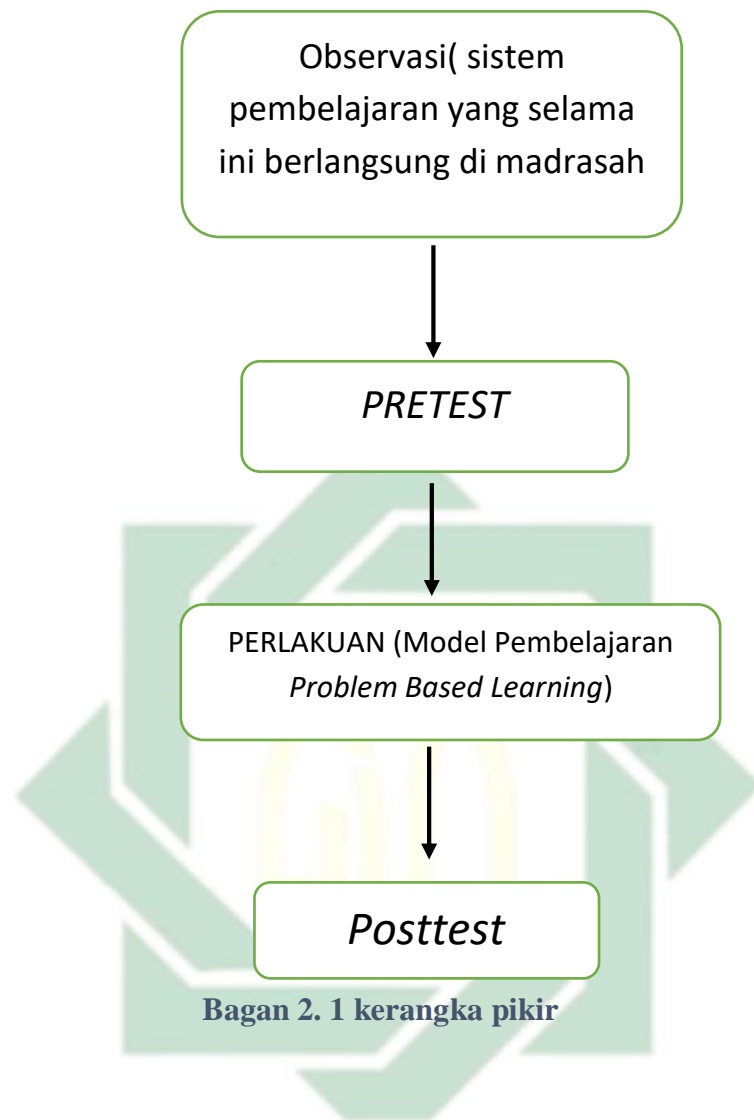 Observasi( sistem
pembelajaran yang selama
ini berlangsung di madrasah
PRETEST
PERLAKUAN (Model Pembelajaran
Problem Based Learning)
Posttest
Bagan 2. 1 kerangka pikir